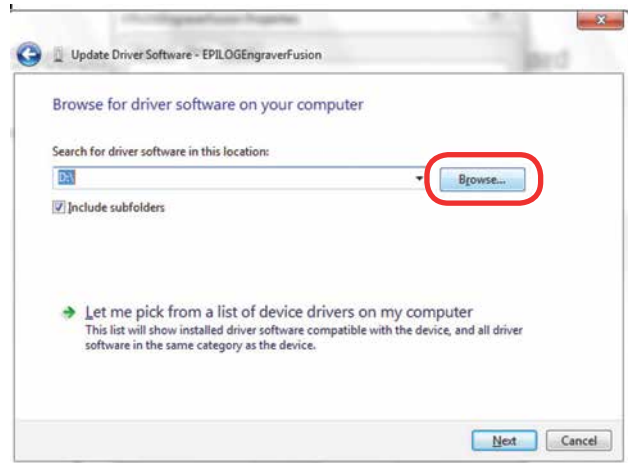 EPILOGEngraverFusion Properties
Update Driver Software - EPILOGEngraverFusion
Browse for driver software on your computer
Search for driver software in this location:
D:\
Browse...
Include subfolders
Let me pick from a list of device drivers on my computer
This list will show installed driver software compatible with the device, and all driver
software in the same category as the device.
Next
Cancel